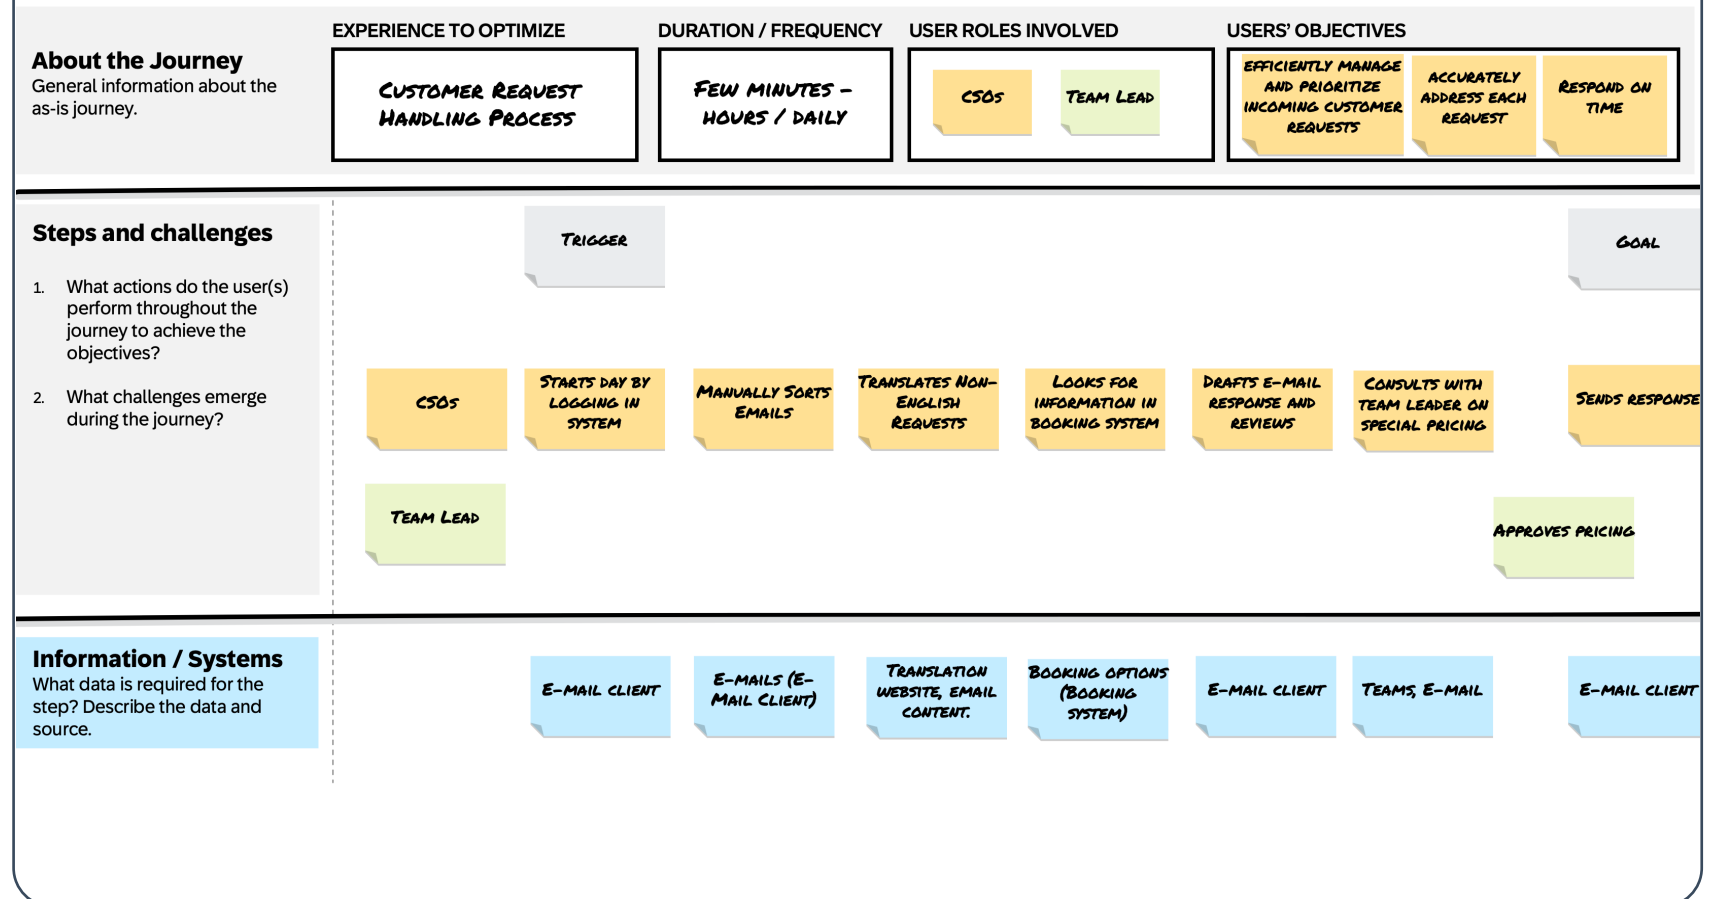 EXPERIENCE TO OPTIMIZE
DURATION / FREQUENCY
USER ROLES INVOLVED
USERS' OBJECTIVES
About the Journey
General information about the
as-is journey.
Customer Request
Handling Process
Few minutes -
hours / daily
CSOs
Team Lead
efficiently manage
and prioritize
incoming customer
requests
accurately
address each
request
Respond on
time
Steps and challenges
1. What actions do the user(s)
perform throughout the
journey to achieve the
objectives?
2. What challenges emerge
during the journey?
Trigger
Goal
CSOs
Starts day by
logging in
system
Manually Sorts
Emails
Translates Non-
English
Requests
Looks for
information in
booking system
Drafts e-mail
response and
reviews
Consults with
team leader on
special pricing
Sends response
Team Lead
Approves pricing
Information / Systems
What data is required for the
step? Describe the data and
source.
E-mail client
E-mails (E-
Mail Client)
Translation
website, email
content.
Booking options
(Booking
system)
E-mail client
Teams, E-mail
E-mail client